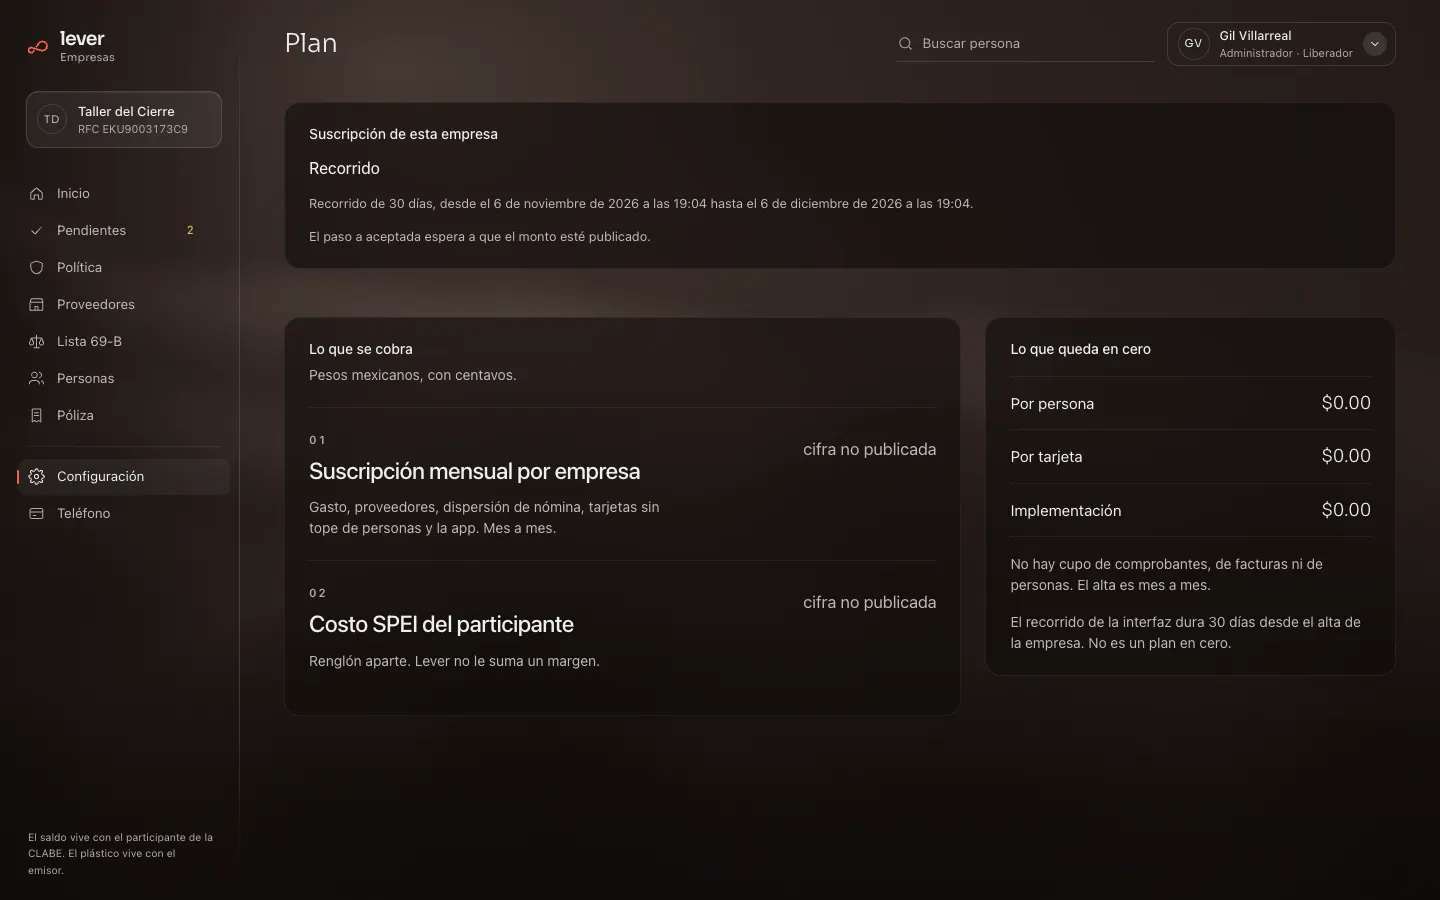 lever
Empresas
TD
Taller del Cierre
RFC EKU9003173C9
Inicio
Pendientes
2
Política
Proveedores
Lista 69-B
Personas
Póliza
Configuración
Teléfono
El saldo vive con el participante de la
CLABE. El plástico vive con el
emisor.
Plan
Buscar persona
GV
Gil Villarreal
Administrador · Liberador
Suscripción de esta empresa
Recorrido
Recorrido de 30 días, desde el 6 de noviembre de 2026 a las 19:04 hasta el 6 de diciembre de 2026 a las 19:04.
El paso a aceptada espera a que el monto esté publicado.
Lo que se cobra
Pesos mexicanos, con centavos.
01
Suscripción mensual por empresa
cifra no publicada
Gasto, proveedores, dispersión de nómina, tarjetas sin
tope de personas y la app. Mes a mes.
02
Costo SPEI del participante
cifra no publicada
Renglón aparte. Lever no le suma un margen.
Lo que queda en cero
Por persona
$0.00
Por tarjeta
$0.00
Implementación
$0.00
No hay cupo de comprobantes, de facturas ni de
personas. El alta es mes a mes.
El recorrido de la interfaz dura 30 días desde el alta de
la empresa. No es un plan en cero.